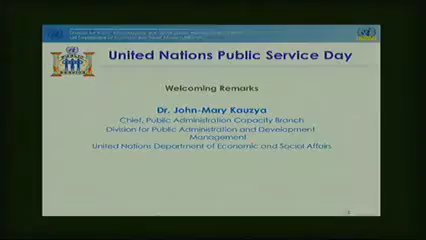 United Nations Public Service Day
Welcoming Remarks
Dr. John-Mary Kauzya
Chief, Public Administration Capacity Branch
Division for Public Administration and Development
Management
United Nations Department of Economic and Social Affairs